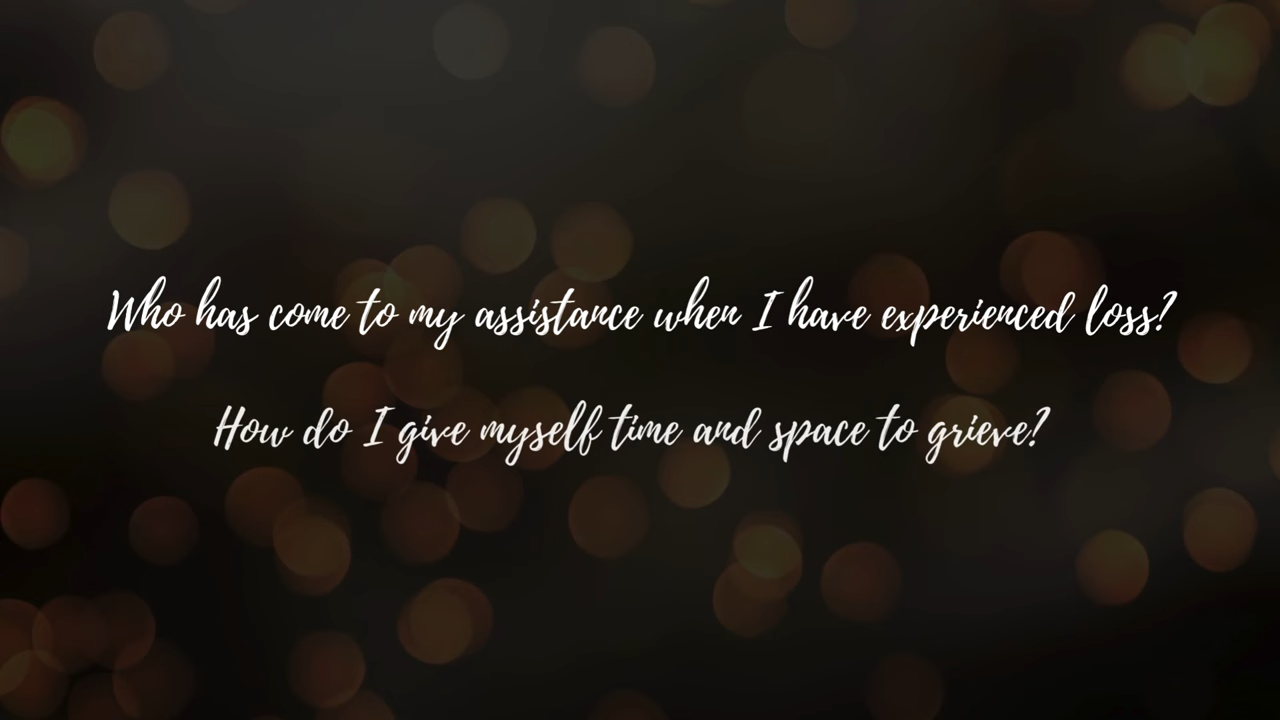 Who has come to my assistance when I have experienced loss?
How do I give myself time and space to grieve?